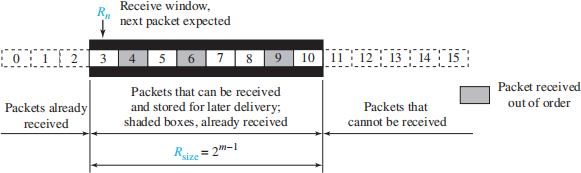 Rn
Receive window,
next packet expected
0 1 2 3 4 5 6 7 8 9 10 11 12 13 14 15
Packets already
received
Packets that can be received
and stored for later delivery;
shaded boxes, already received
Packets that
cannot be received
Packet received
out of order
Rsize = 2^m−1